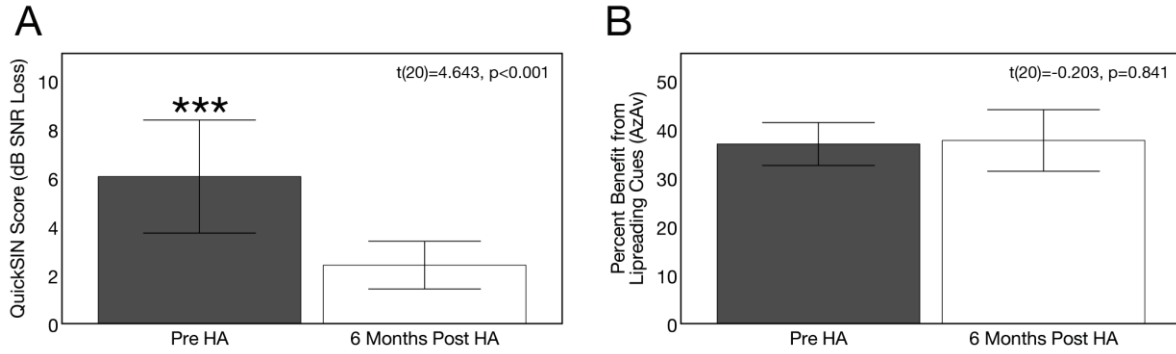 A
QuickSIN Score (dB SNR Loss)
10
8
6
4
2
0
t(20)=4.643, p<0.001
***
Pre HA
6 Months Post HA
B
Percent Benefit from
Lipreading Cues (AzAv)
50
40
30
20
10
0
t(20)=-0.203, p=0.841
Pre HA
6 Months Post HA